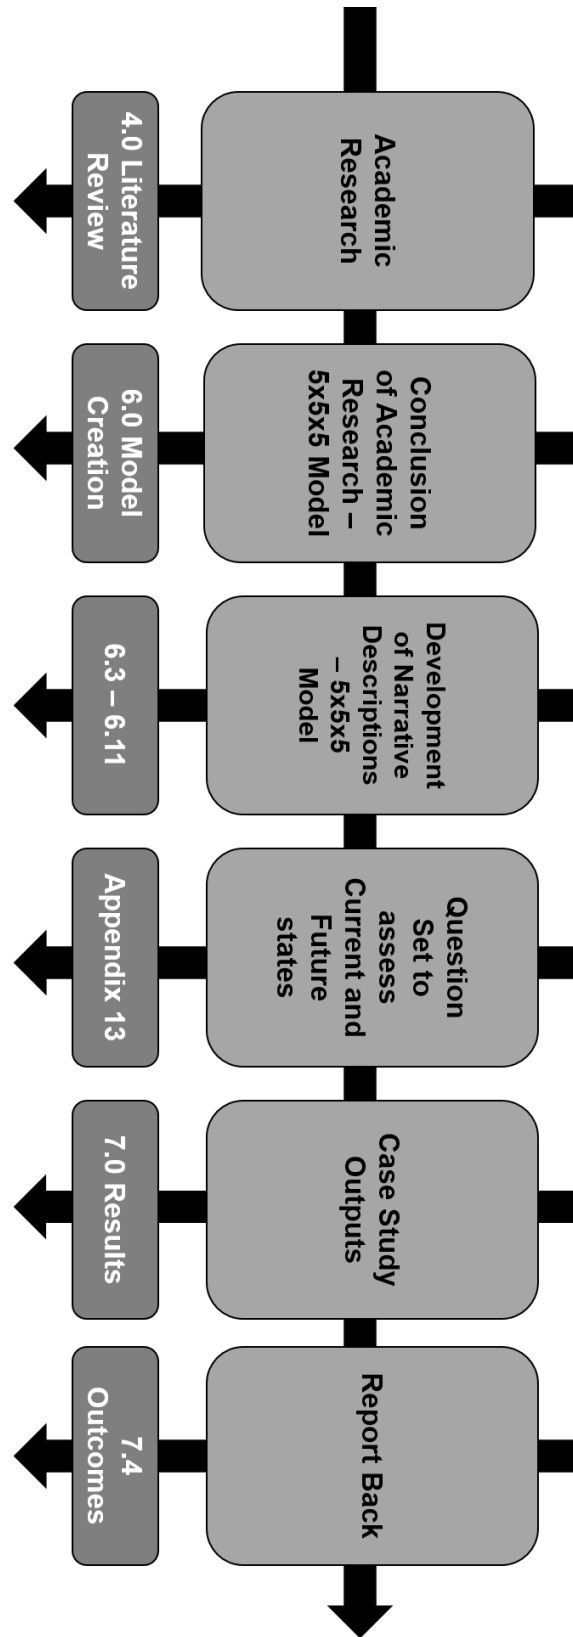 Academic
Research
4.0 Literature
Review
Conclusion
of Academic
Research –
5x5x5 Model
6.0 Model
Creation
Development
of Narrative
Descriptions
– 5x5x5
Model
6.3 – 6.11
Question
Set to
assess
Current and
Future
states
Appendix 13
Case Study
Outputs
7.0 Results
Report Back
7.4
Outcomes